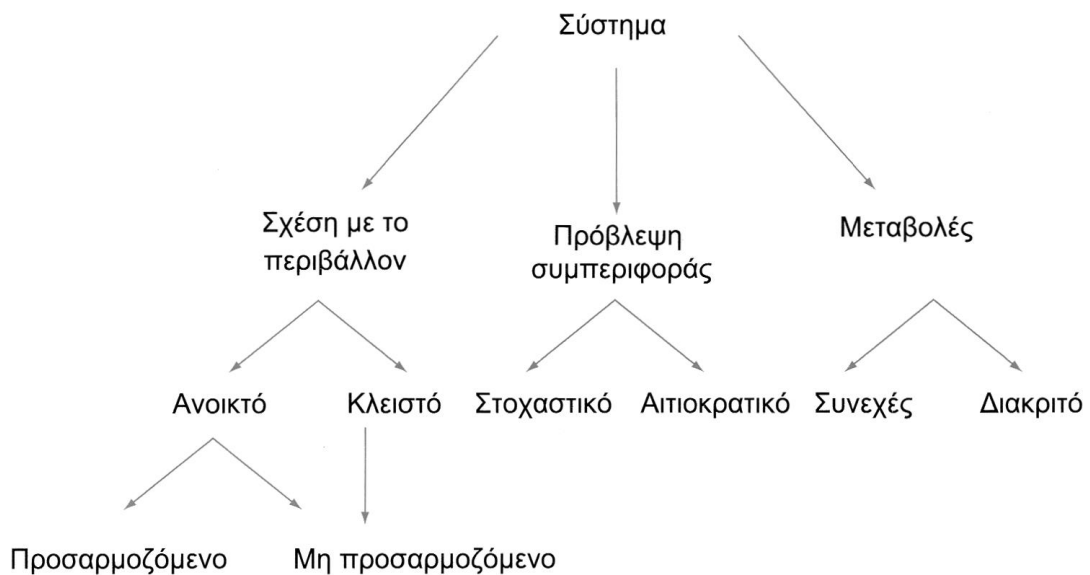 Σύστημα
Σχέση με το
περιβάλλον
Πρόβλεψη
συμπεριφοράς
Μεταβολές
Ανοικτό
Κλειστό
Στοχαστικό
Αιτιοκρατικό
Συνεχές
Διακριτό
Προσαρμοζόμενο
Μη προσαρμοζόμενο